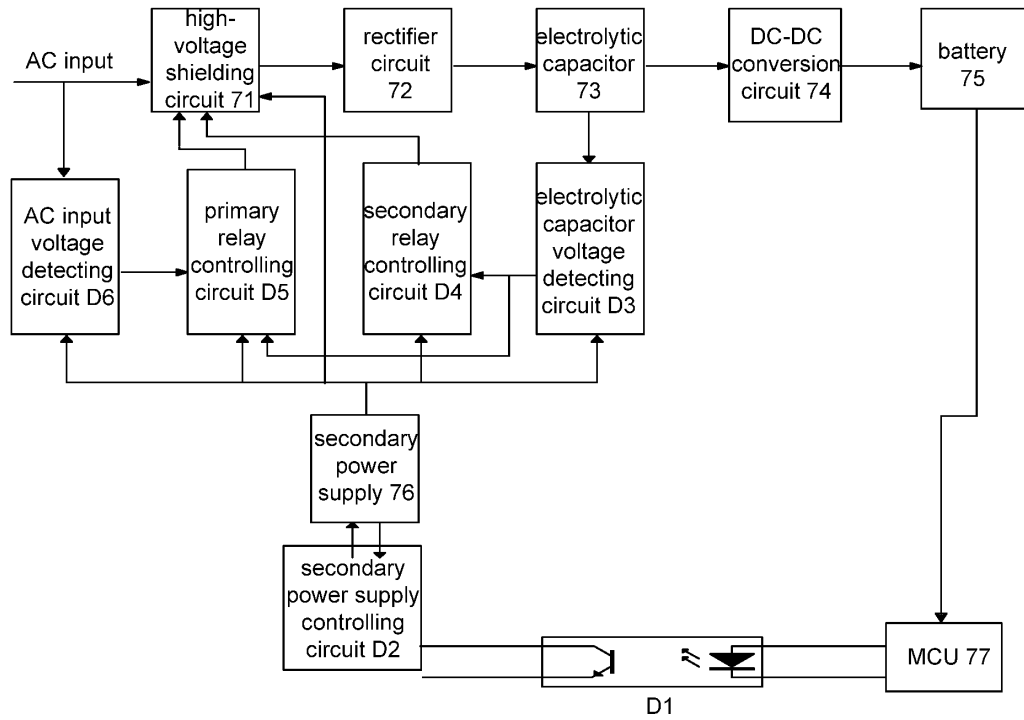 AC input
high-
voltage
shielding
circuit 71
rectifier
circuit
72
electrolytic
capacitor
73
DC-DC
conversion
circuit 74
battery
75
AC input
voltage
detecting
circuit D6
primary
relay
controlling
circuit D5
secondary
relay
controlling
circuit D4
electrolytic
capacitor
voltage
detecting
circuit D3
secondary
power
supply 76
secondary
power supply
controlling
circuit D2
D1
MCU 77